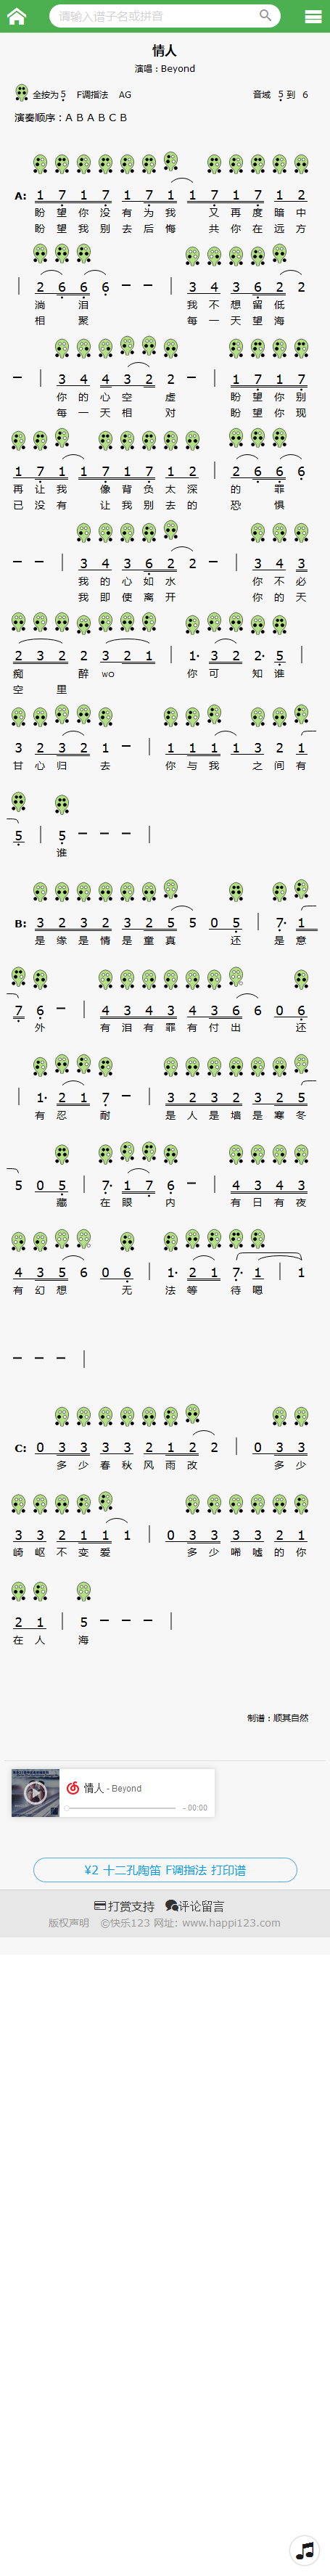 请输入谱子名或拼音
情人
演唱：Beyond
全按为5 F调指法 AG 音域 5 到 6
演奏顺序：A B A B C B
A: 1 7 1 7 1 7 1 1 7 1 7 1 2
盼 望 你 没 有 为 我 又 再 度 暗 中
盼 望 我 别 去 后 悔 共 你 在 远 方
| 2 6 6 6 − − | 3 4 3 6 2 2
淌 泪 我 不 想 留 低
相 聚 每 一 天 望 海
− | 3 4 4 3 2 2 − | 1 7 1 7
你 的 心 空 虚 盼 望 你 别
每 一 天 相 对 盼 望 你 现
1 7 1 1 7 1 7 1 2 | 2 6 6 6
再 让 我 像 背 负 太 深 的 罪
已 没 有 让 我 别 去 的 恐 惧
− − | 3 4 3 6 2 2 − | 3 4 3
我 的 心 如 水 你 不 必
我 即 使 离 开 你 的 天
2 3 2 2 3 2 1 | 1· 3 2 2· 5 |
痴 醉 wo 你 可 知 谁
空 里
3 2 3 2 1 − | 1 1 1 1 3 2 1
甘 心 归 去 你 与 我 之 间 有
5 | 5 − − − |
谁
B: 3 2 3 2 3 2 5 5 0 5 | 7· 1
是 缘 是 情 是 童 真 还 是 意
7 6 − | 4 3 4 3 4 3 6 6 0 6
外 有 泪 有 罪 有 付 出 还
| 1· 2 1 7 − | 3 2 3 2 3 2 5
有 忍 耐 是 人 是 墙 是 寒 冬
5 0 5 | 7· 1 7 6 − | 4 3 4 3
藏 在 眼 内 有 日 有 夜
4 3 5 6 0 6 | 1· 2 1 7· 1 | 1
有 幻 想 无 法 等 待 嗯
− − − |
C: 0 3 3 3 3 2 1 2 2 | 0 3 3
多 少 春 秋 风 雨 改 多 少
3 3 2 1 1 1 | 0 3 3 3 3 2 1
崎 岖 不 变 爱 多 少 唏 嘘 的 你
2 1 | 5 − − − |
在 人 海
制谱：顺其自然
情人 - Beyond
- 00:00
¥2 十二孔陶笛 F调指法 打印谱
打赏支持 评论留言
版权声明 ©快乐123 网址: www.happi123.com